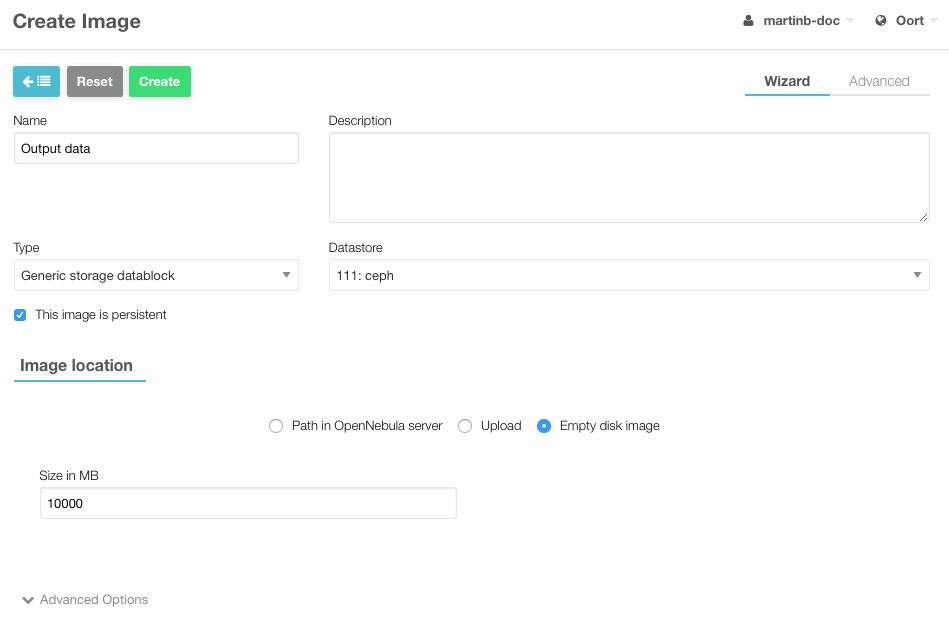 Create Image
martinb-doc
Oort
Reset
Create
Wizard
Advanced
Name
Description
Output data
Type
Datastore
Generic storage datablock
111: ceph
This image is persistent
Image location
Path in OpenNebula server
Upload
Empty disk image
Size in MB
10000
Advanced Options